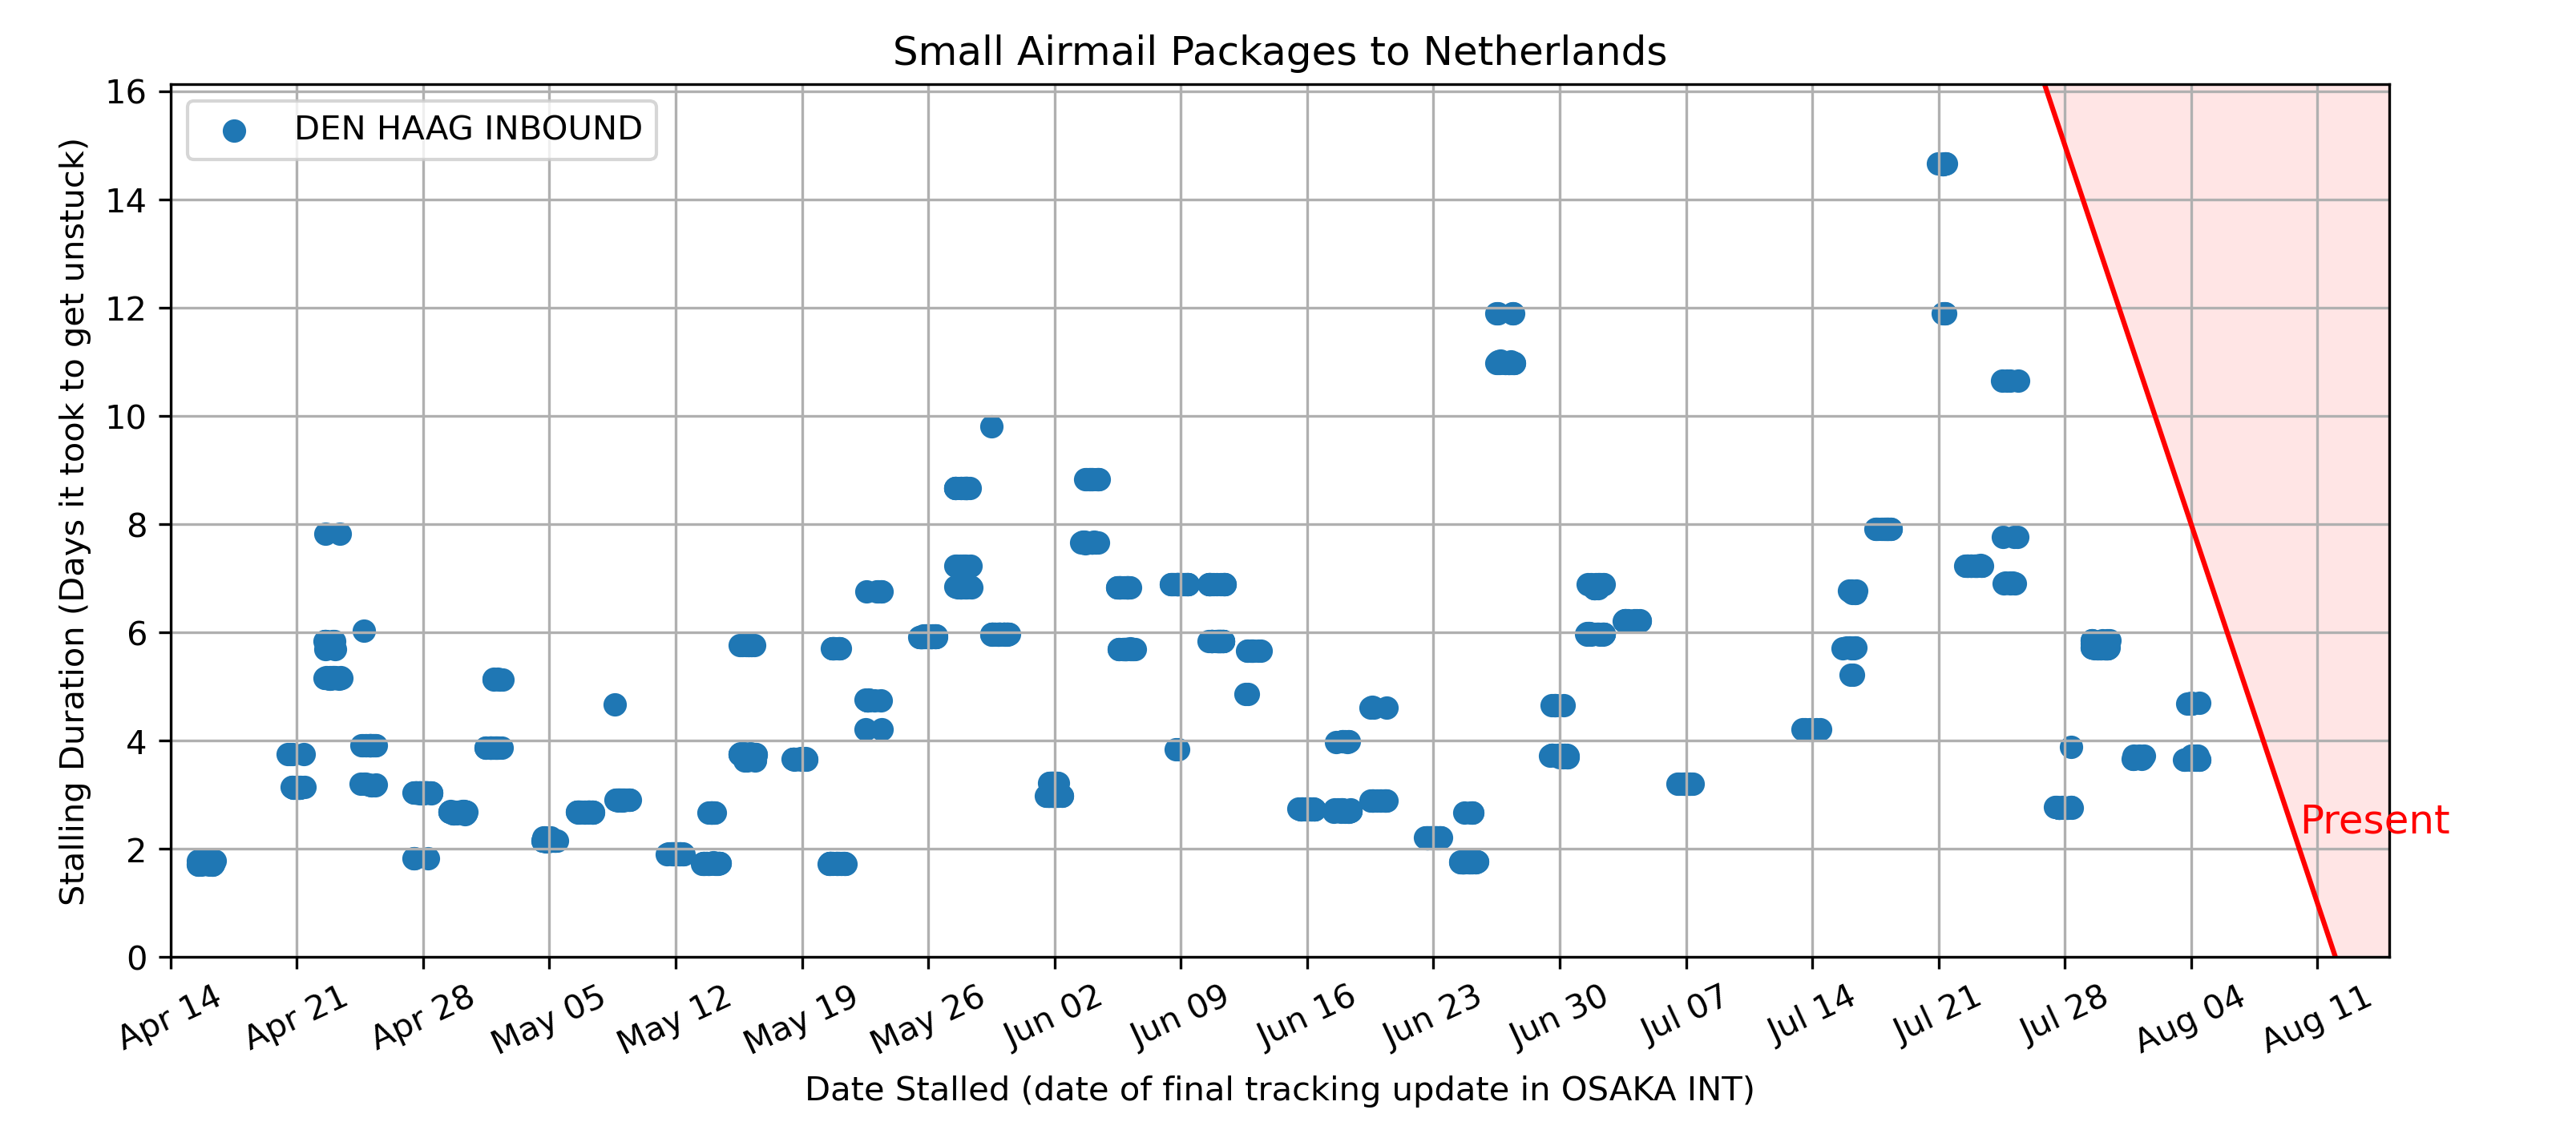 Small Airmail Packages to Netherlands
DEN HAAG INBOUND
Stalling Duration (Days it took to get unstuck)
16
14
12
10
8
6
4
2
0
Present
Apr 14
Apr 21
Apr 28
May 05
May 12
May 19
May 26
Jun 02
Jun 09
Jun 16
Jun 23
Jun 30
Jul 07
Jul 14
Jul 21
Jul 28
Aug 04
Aug 11
Date Stalled (date of final tracking update in OSAKA INT)